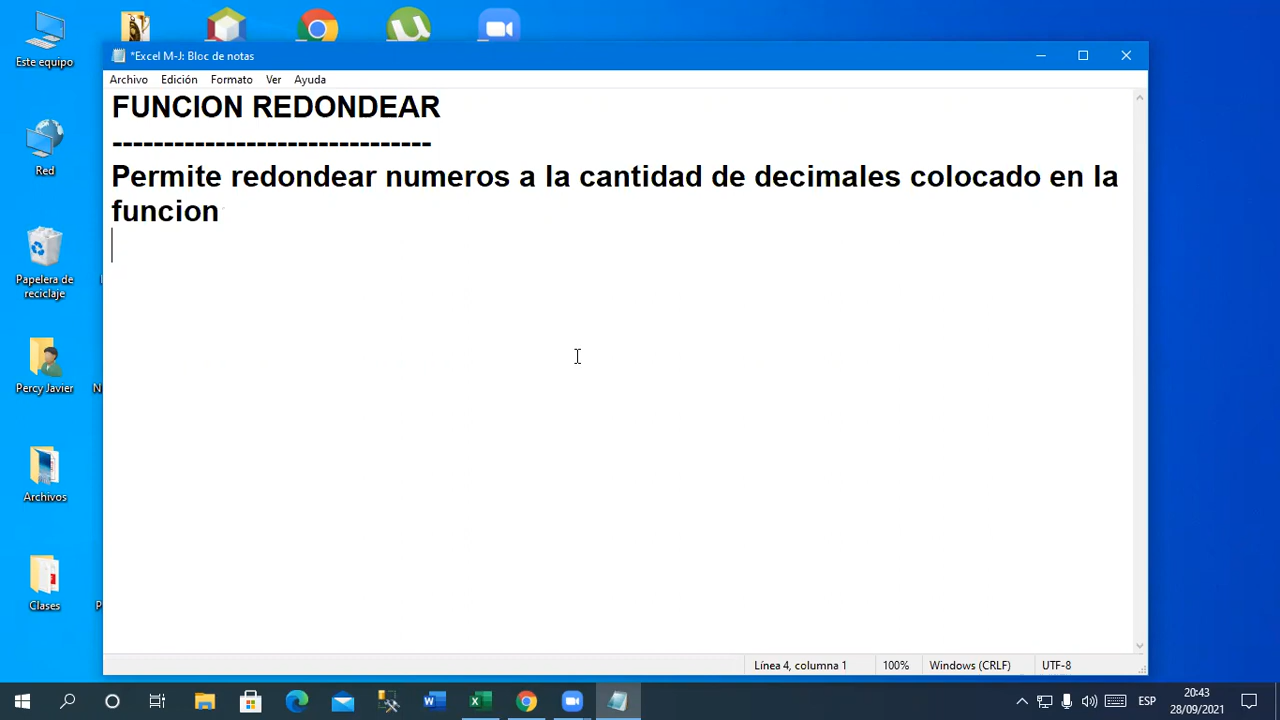 *Excel M-J: Bloc de notas
Archivo Edición Formato Ver Ayuda
FUNCION REDONDEAR
------------------------------
Permite redondear numeros a la cantidad de decimales colocado en la
funcion
Línea 4, columna 1 100% Windows (CRLF) UTF-8
Este equipo
Red
Papelera de
reciclaje
Percy Javier
Archivos
Clases
ESP
20:43
28/09/2021